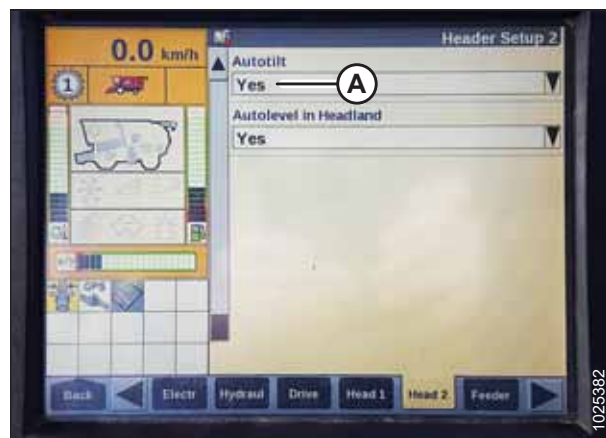 0.0 km/h
Header Setup 2
Autotilt
1
Yes
A
Autolevel in Headland
Yes
Back
Electr
Hydraul
Drive
Head 1
Head 2
Feeder
1025382